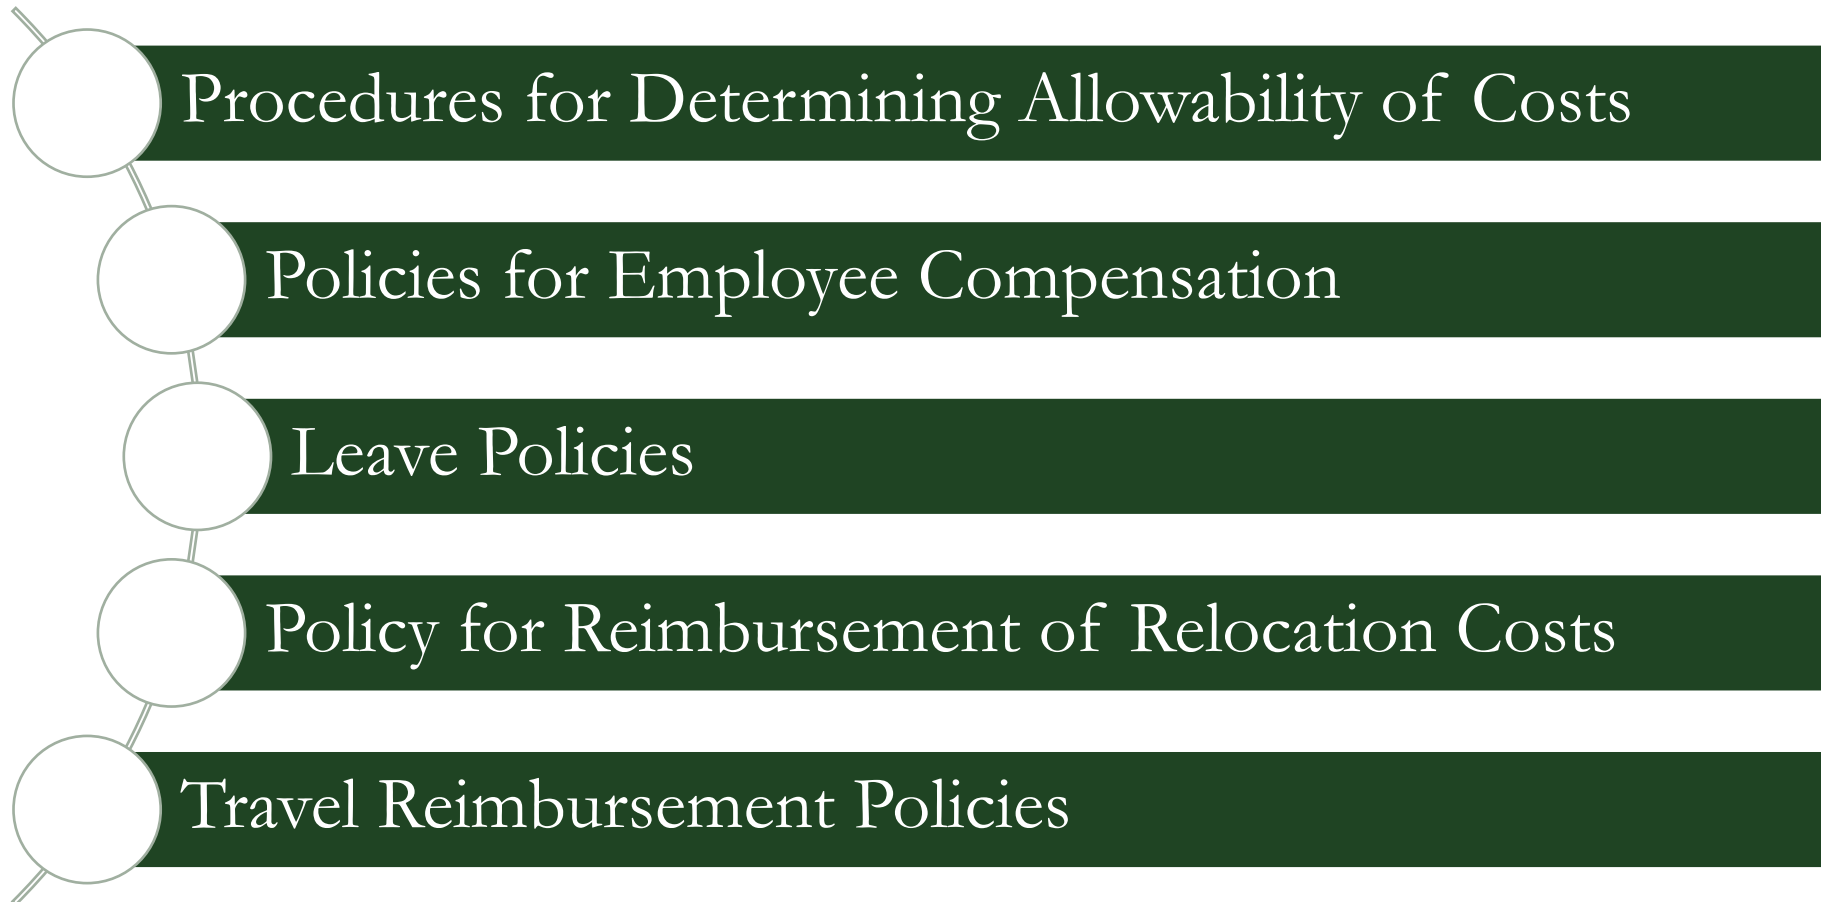 Procedures for Determining Allowability of Costs
Policies for Employee Compensation
Leave Policies
Policy for Reimbursement of Relocation Costs
Travel Reimbursement Policies